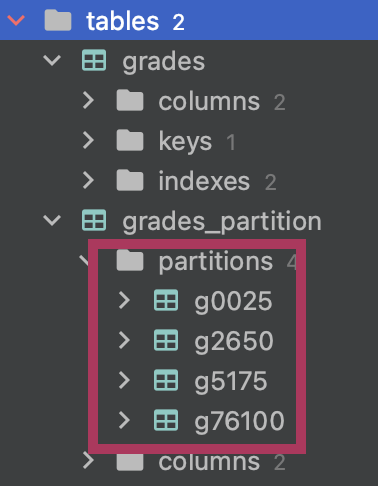 tables 2
grades
columns 2
keys 1
indexes 2
grades_partition
partitions 4
g0025
g2650
g5175
g76100
columns 2